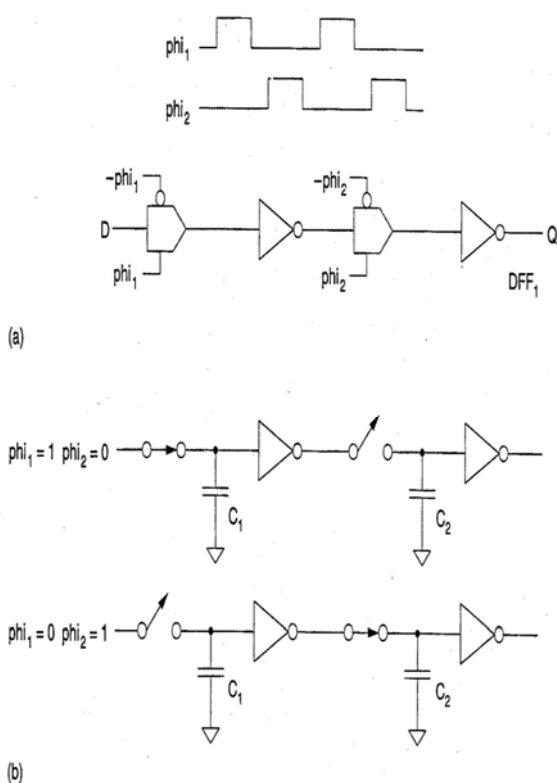 phi1
phi2
-phi1
-phi2
D
Q
phi1
phi2
DFF1
(a)
phi1 = 1 phi2 = 0
C1
C2
phi1 = 0 phi2 = 1
C1
C2
(b)